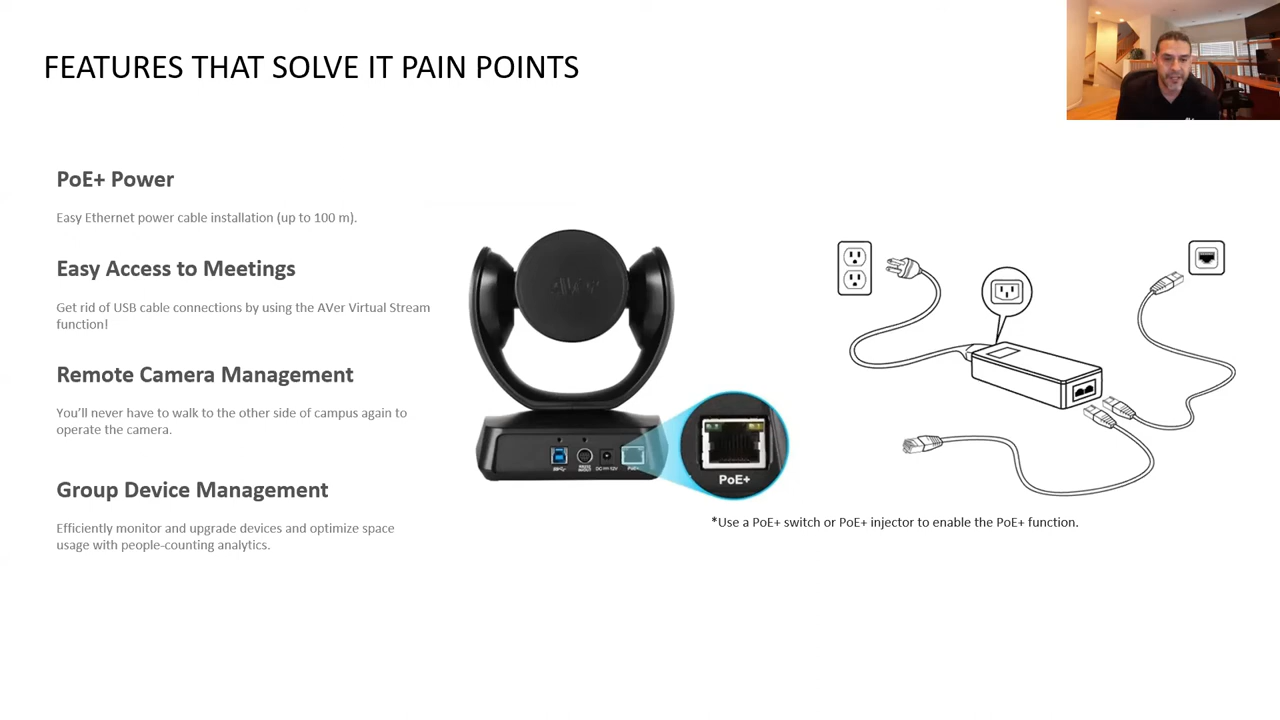 FEATURES THAT SOLVE IT PAIN POINTS
PoE+ Power
Easy Ethernet power cable installation (up to 100 m).
Easy Access to Meetings
Get rid of USB cable connections by using the AVer Virtual Stream
function!
Remote Camera Management
You'll never have to walk to the other side of campus again to
operate the camera.
Group Device Management
Efficiently monitor and upgrade devices and optimize space
usage with people-counting analytics.
AVer
DC 12V
PoE+
PoE+
*Use a PoE+ switch or PoE+ injector to enable the PoE+ function.